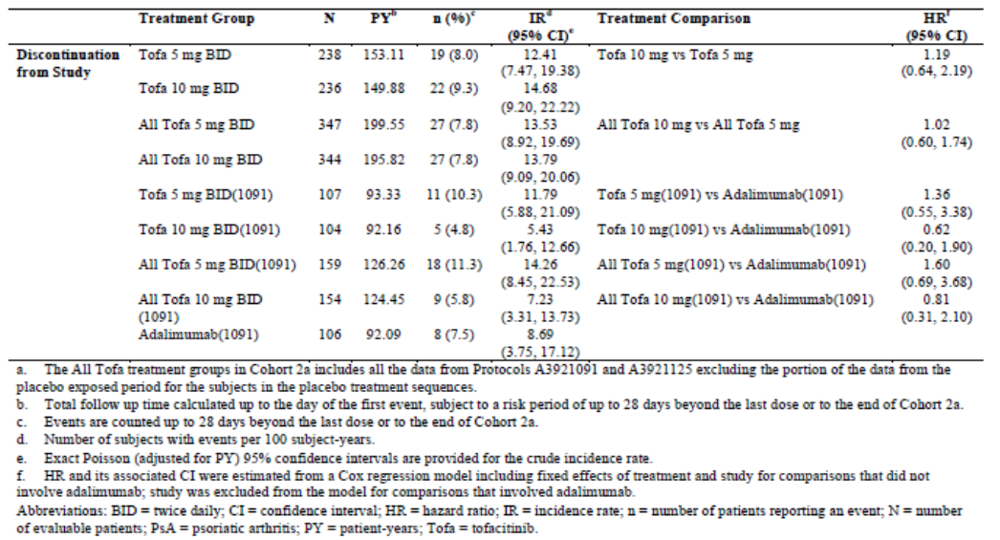 Treatment Group N PY^b n (%)^c IR^d Treatment Comparison HR^f
(95% CI)^e (95% CI)
Discontinuation Tofa 5 mg BID 238 153.11 19 (8.0) 12.41 Tofa 10 mg vs Tofa 5 mg 1.19
from Study (7.47, 19.38) (0.64, 2.19)
Tofa 10 mg BID 236 149.88 22 (9.3) 14.68
(9.20, 22.22)
All Tofa 5 mg BID 347 199.55 27 (7.8) 13.53 All Tofa 10 mg vs All Tofa 5 mg 1.02
(8.92, 19.69) (0.60, 1.74)
All Tofa 10 mg BID 344 195.82 27 (7.8) 13.79
(9.09, 20.06)
Tofa 5 mg BID(1091) 107 93.33 11 (10.3) 11.79 Tofa 5 mg(1091) vs Adalimumab(1091) 1.36
(5.88, 21.09) (0.55, 3.38)
Tofa 10 mg BID(1091) 104 92.16 5 (4.8) 5.43 Tofa 10 mg(1091) vs Adalimumab(1091) 0.62
(1.76, 12.66) (0.20, 1.90)
All Tofa 5 mg BID(1091) 159 126.26 18 (11.3) 14.26 All Tofa 5 mg(1091) vs Adalimumab(1091) 1.60
(8.45, 22.53) (0.69, 3.68)
All Tofa 10 mg BID 154 124.45 9 (5.8) 7.23 All Tofa 10 mg(1091) vs Adalimumab(1091) 0.81
(1091) (3.31, 13.73) (0.31, 2.10)
Adalimumab(1091) 106 92.09 8 (7.5) 8.69
(3.75, 17.12)
a. The All Tofa treatment groups in Cohort 2a includes all the data from Protocols A3921091 and A3921125 excluding the portion of the data from the
placebo exposed period for the subjects in the placebo treatment sequences.
b. Total follow up time calculated up to the day of the first event, subject to a risk period of up to 28 days beyond the last dose or to the end of Cohort 2a.
c. Events are counted up to 28 days beyond the last dose or to the end of Cohort 2a.
d. Number of subjects with events per 100 subject-years.
e. Exact Poisson (adjusted for PY) 95% confidence intervals are provided for the crude incidence rate.
f. HR and its associated CI were estimated from a Cox regression model including fixed effects of treatment and study for comparisons that did not
involve adalimumab; study was excluded from the model for comparisons that involved adalimumab.
Abbreviations: BID = twice daily; CI = confidence interval; HR = hazard ratio; IR = incidence rate; n = number of patients reporting an event; N = number
of evaluable patients; PsA = psoriatic arthritis; PY = patient-years; Tofa = tofacitinib.